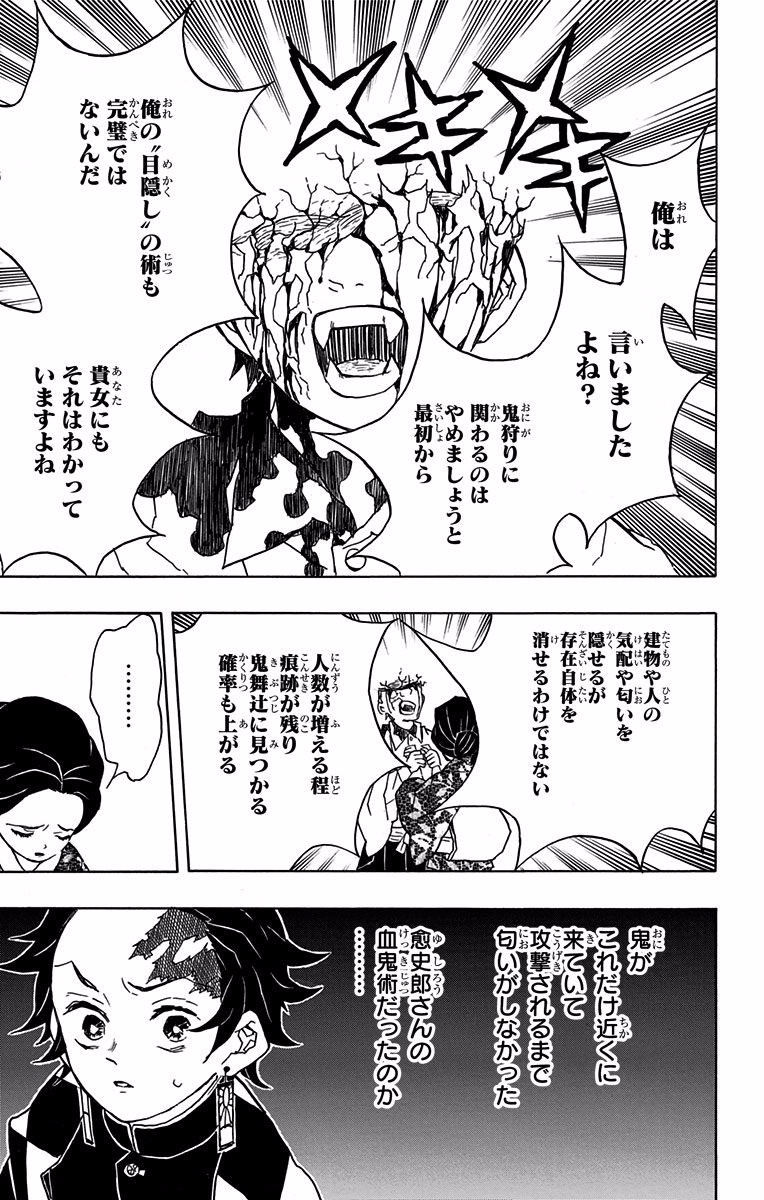 メキメキ
俺は
言いました
よね?
鬼狩りに
関わるのは
やめましょうと
最初から
俺の〝目隠し〟の術も
完璧では
ないんだ
貴女にも
それはわかって
いますよね
建物や人の
気配や匂いを
隠せるが
存在自体を
消せるわけではない
人数が増える程
痕跡が残り
鬼舞辻に見つかる
確率も上がる
………
鬼が
これだけ近くに
来ていて
攻撃されるまで
匂いがしなかった
愈史郎さんの
血鬼術だったのか
………